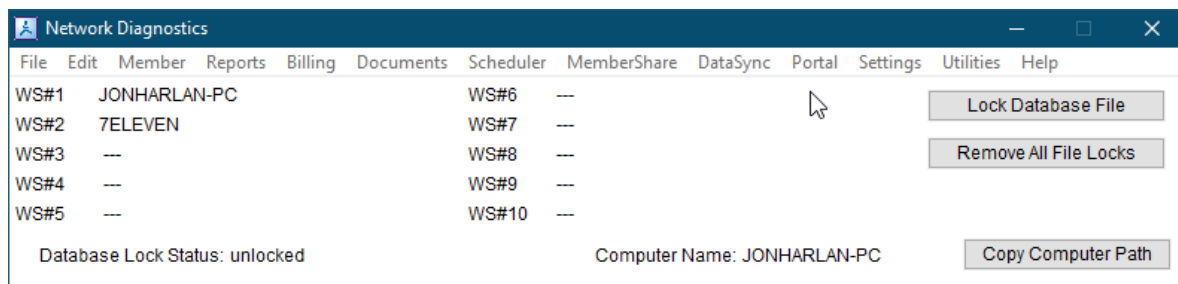 Network Diagnostics
File Edit Member Reports Billing Documents Scheduler MemberShare DataSync Portal Settings Utilities Help
WS#1 JONHARLAN-PC WS#6 --- Lock Database File
WS#2 7ELEVEN WS#7 ---
WS#3 --- WS#8 --- Remove All File Locks
WS#4 --- WS#9 ---
WS#5 --- WS#10 ---
Database Lock Status: unlocked Computer Name: JONHARLAN-PC Copy Computer Path